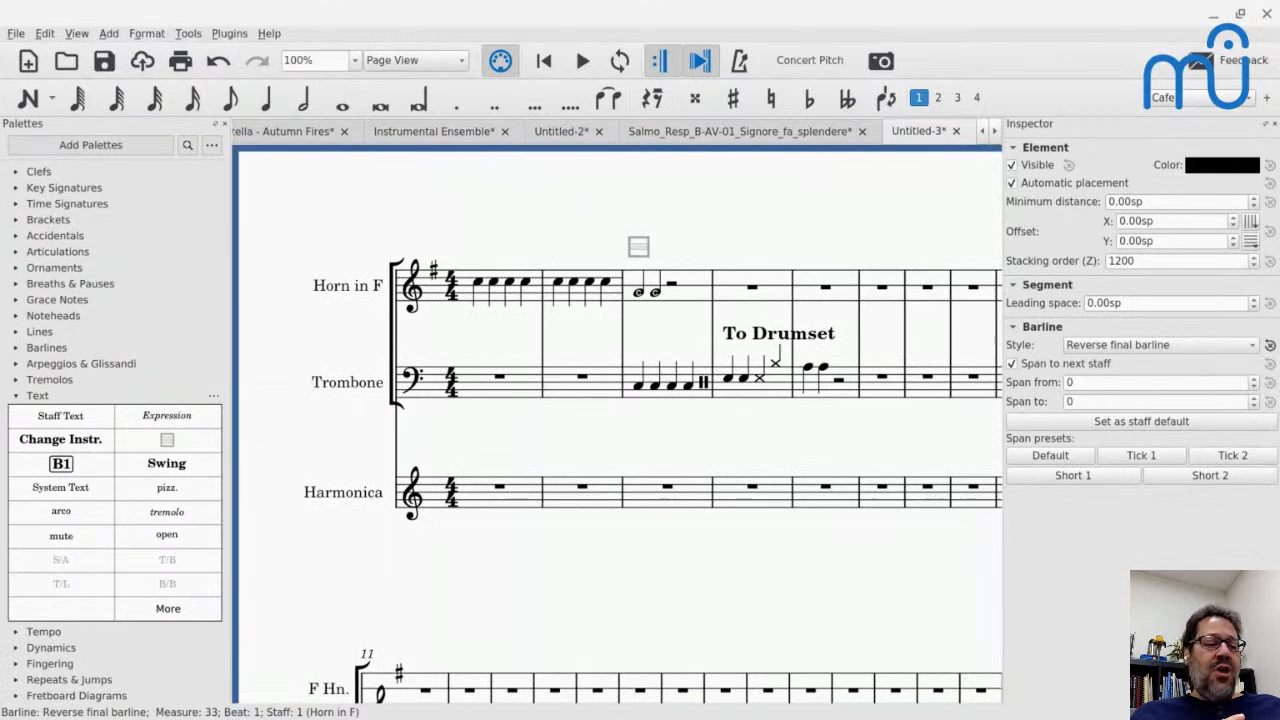 File Edit View Add Format Tools Plugins Help
100% Page View Concert Pitch Feedback
1 2 3 4 Cafe +
Palettes
tella - Autumn Fires* Instrumental Ensemble* Untitled-2* Salmo_Resp_B-AV-01_Signore_fa_splendere* Untitled-3*
Inspector
Add Palettes
Clefs
Key Signatures
Time Signatures
Brackets
Accidentals
Articulations
Ornaments
Breaths & Pauses
Grace Notes
Noteheads
Lines
Barlines
Arpeggios & Glissandi
Tremolos
Text
Staff Text Expression
Change Instr.
B1 Swing
System Text pizz.
arco tremolo
mute open
S/A T/B
T/L B/B
More
Tempo
Dynamics
Fingering
Repeats & Jumps
Fretboard Diagrams
Horn in F
To Drumset
Trombone
Harmonica
11
F Hn.
Element
Visible Color:
Automatic placement
Minimum distance: 0.00sp
Offset: X: 0.00sp
Y: 0.00sp
Stacking order (Z): 1200
Segment
Leading space: 0.00sp
Barline
Style: Reverse final barline
Span to next staff
Span from: 0
Span to: 0
Set as staff default
Span presets:
Default Tick 1 Tick 2
Short 1 Short 2
Barline: Reverse final barline; Measure: 33; Beat: 1; Staff: 1 (Horn in F)